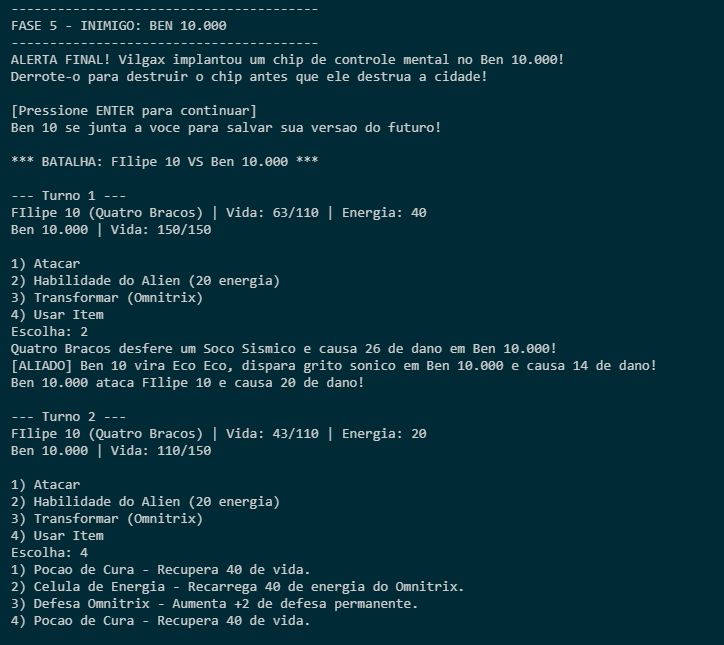 -----------------------------------------
FASE 5 - INIMIGO: BEN 10.000
-----------------------------------------
ALERTA FINAL! Vilgax implantou um chip de controle mental no Ben 10.000!
Derrote-o para destruir o chip antes que ele destrua a cidade!
[Pressione ENTER para continuar]
Ben 10 se junta a voce para salvar sua versao do futuro!
*** BATALHA: FIlipe 10 VS Ben 10.000 ***
--- Turno 1 ---
FIlipe 10 (Quatro Bracos) | Vida: 63/110 | Energia: 40
Ben 10.000 | Vida: 150/150
1) Atacar
2) Habilidade do Alien (20 energia)
3) Transformar (Omnitrix)
4) Usar Item
Escolha: 2
Quatro Bracos desfere um Soco Sismico e causa 26 de dano em Ben 10.000!
[ALIADO] Ben 10 vira Eco Eco, dispara grito sonico em Ben 10.000 e causa 14 de dano!
Ben 10.000 ataca FIlipe 10 e causa 20 de dano!
--- Turno 2 ---
FIlipe 10 (Quatro Bracos) | Vida: 43/110 | Energia: 20
Ben 10.000 | Vida: 110/150
1) Atacar
2) Habilidade do Alien (20 energia)
3) Transformar (Omnitrix)
4) Usar Item
Escolha: 4
1) Pocao de Cura - Recupera 40 de vida.
2) Celula de Energia - Recarrega 40 de energia do Omnitrix.
3) Defesa Omnitrix - Aumenta +2 de defesa permanente.
4) Pocao de Cura - Recupera 40 de vida.